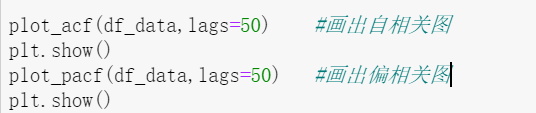 plot_acf(df_data,lags=50)    #画出自相关图
plt.show()
plot_pacf(df_data,lags=50)   #画出偏相关图
plt.show()